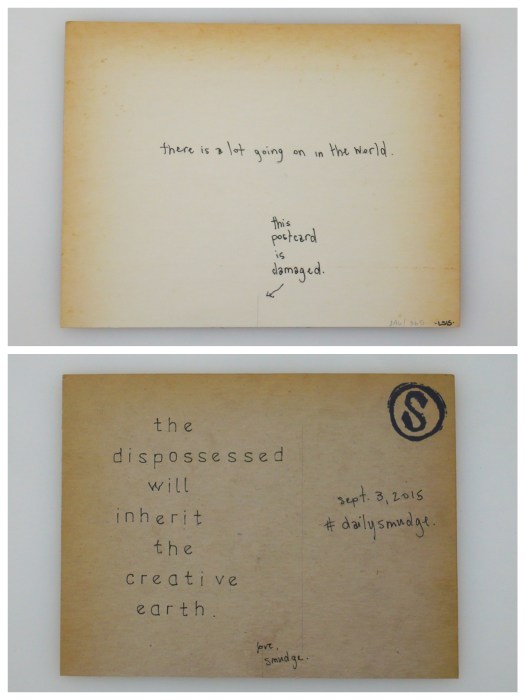 there is a lot going on in the world.
this
postcard
is
damaged.
-LSIS-
S
the
dispossessed
will
inherit
the
creative
earth.
sept. 3, 2015
# dailysmudge.
love,
smudge.